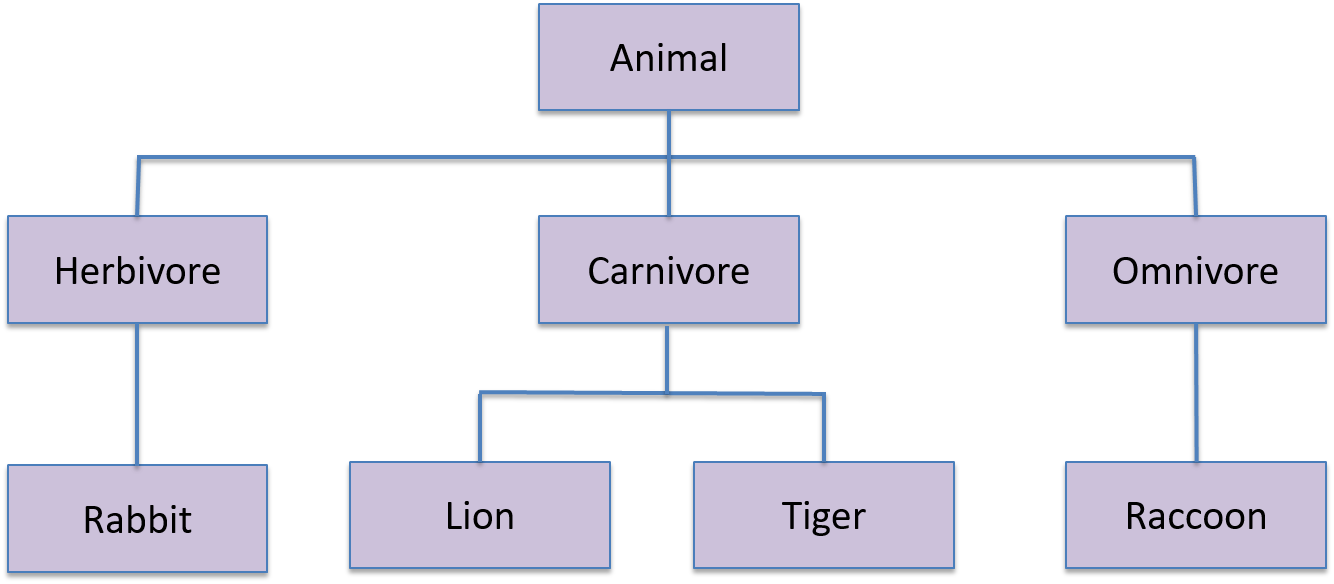 Animal
Herbivore
Carnivore
Omnivore
Rabbit
Lion
Tiger
Raccoon